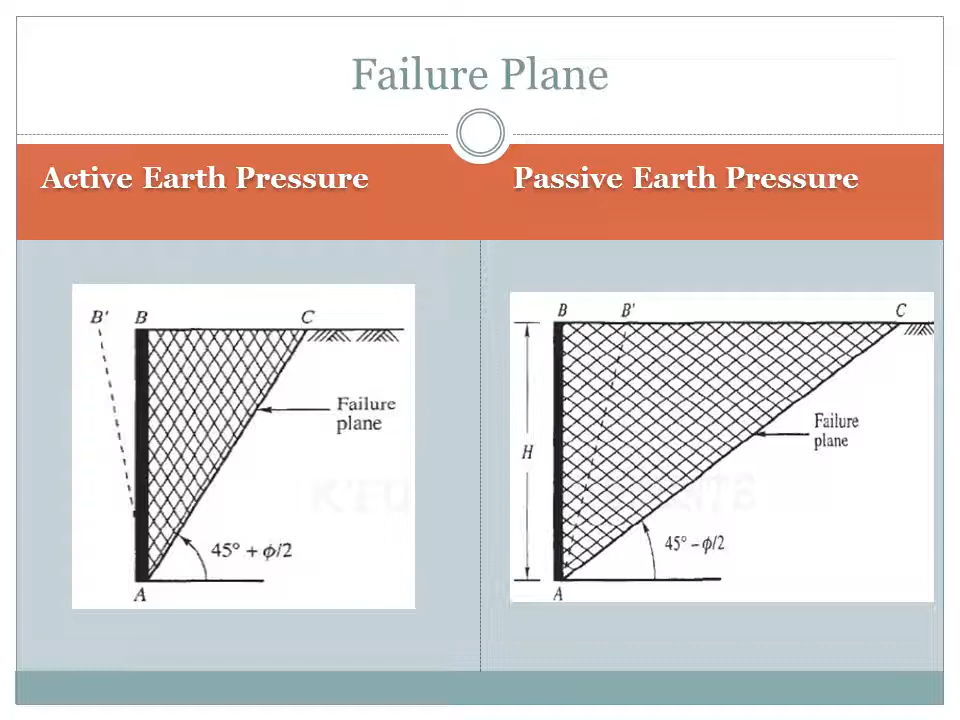 Failure Plane
Active Earth Pressure
Passive Earth Pressure
B' B C
Failure
plane
45° + ϕ/2
A
B B' C
H
Failure
plane
45° – ϕ/2
A